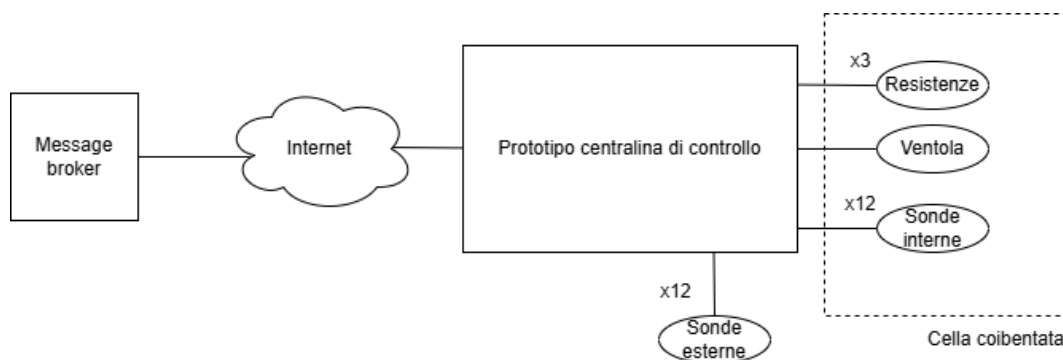 x3
Resistenze
Message
broker
Internet
Prototipo centralina di controllo
Ventola
x12
Sonde
interne
x12
Sonde
esterne
Cella coibentata